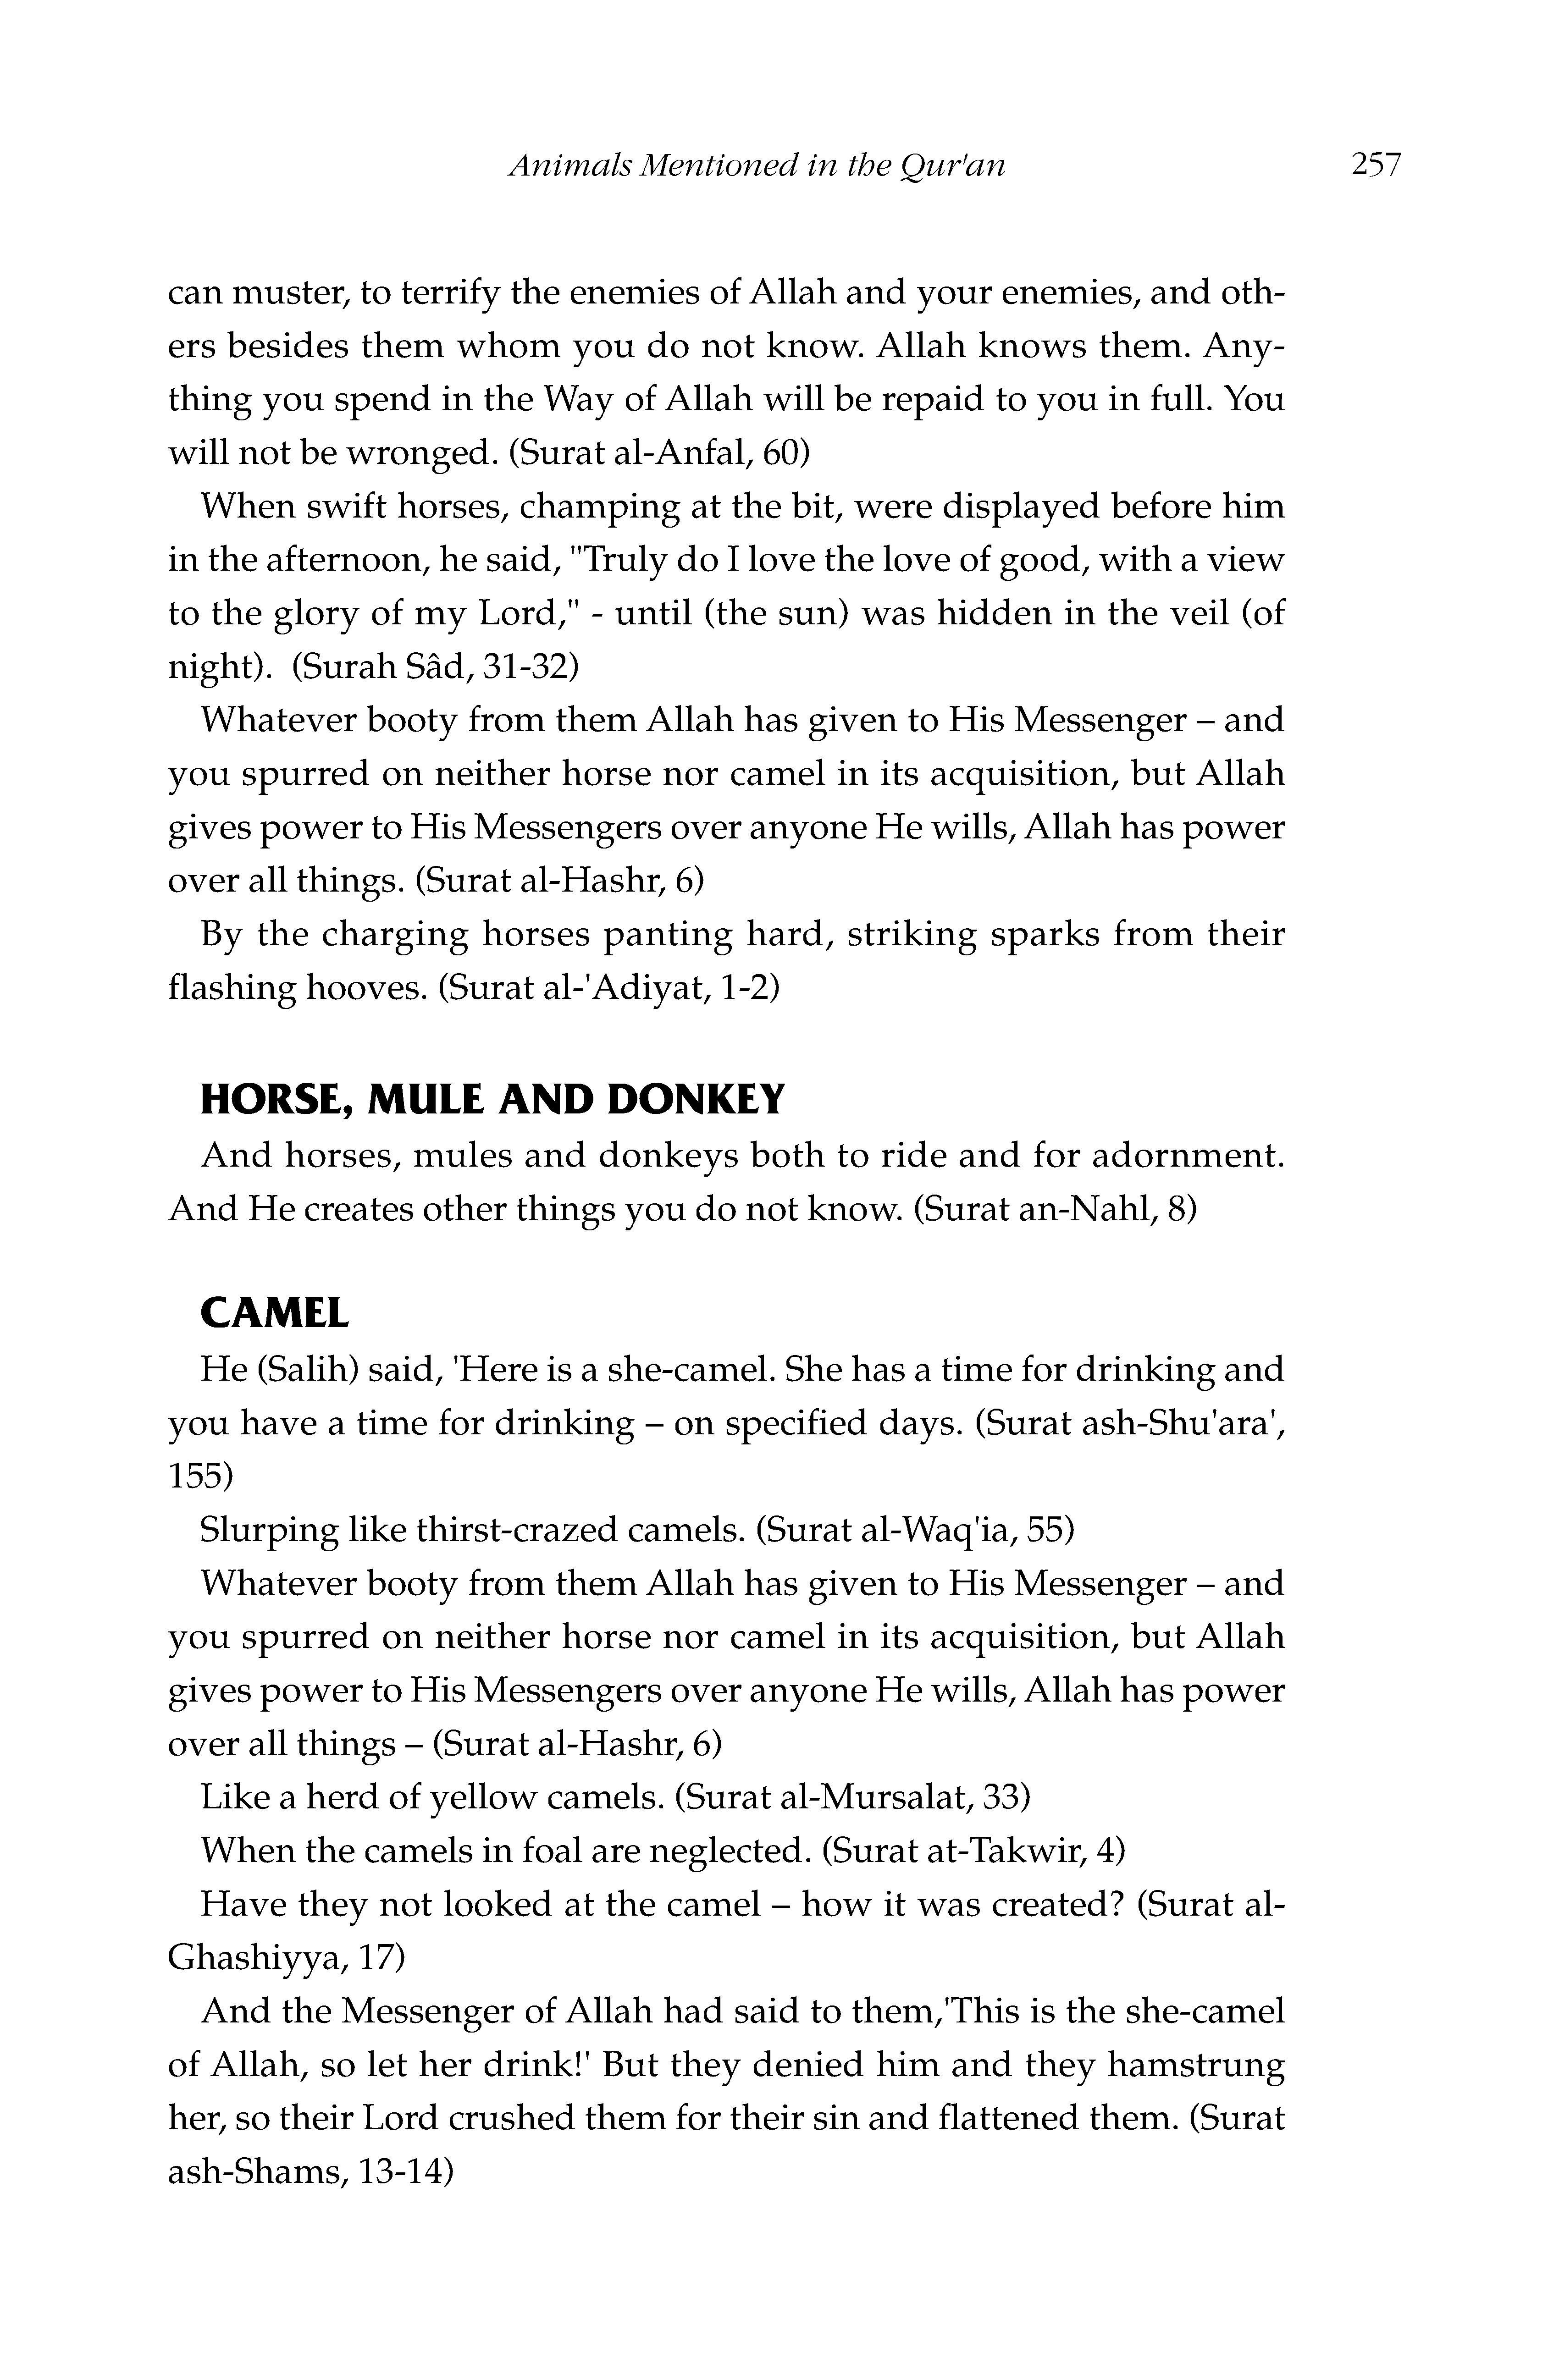 Animals Mentioned in the Qur'an 257
can muster, to terrify the enemies of Allah and your enemies, and oth-
ers besides them whom you do not know. Allah knows them. Any-
thing you spend in the Way of Allah will be repaid to you in full. You
will not be wronged. (Surat al-Anfal, 60)
When swift horses, champing at the bit, were displayed before him
in the afternoon, he said, "Truly do I love the love of good, with a view
to the glory of my Lord," - until (the sun) was hidden in the veil (of
night). (Surah Sâd, 31-32)
Whatever booty from them Allah has given to His Messenger – and
you spurred on neither horse nor camel in its acquisition, but Allah
gives power to His Messengers over anyone He wills, Allah has power
over all things. (Surat al-Hashr, 6)
By the charging horses panting hard, striking sparks from their
flashing hooves. (Surat al-'Adiyat, 1-2)
HORSE, MULE AND DONKEY
And horses, mules and donkeys both to ride and for adornment.
And He creates other things you do not know. (Surat an-Nahl, 8)
CAMEL
He (Salih) said, 'Here is a she-camel. She has a time for drinking and
you have a time for drinking – on specified days. (Surat ash-Shu'ara',
155)
Slurping like thirst-crazed camels. (Surat al-Waq'ia, 55)
Whatever booty from them Allah has given to His Messenger – and
you spurred on neither horse nor camel in its acquisition, but Allah
gives power to His Messengers over anyone He wills, Allah has power
over all things – (Surat al-Hashr, 6)
Like a herd of yellow camels. (Surat al-Mursalat, 33)
When the camels in foal are neglected. (Surat at-Takwir, 4)
Have they not looked at the camel – how it was created? (Surat al-
Ghashiyya, 17)
And the Messenger of Allah had said to them,'This is the she-camel
of Allah, so let her drink!' But they denied him and they hamstrung
her, so their Lord crushed them for their sin and flattened them. (Surat
ash-Shams, 13-14)